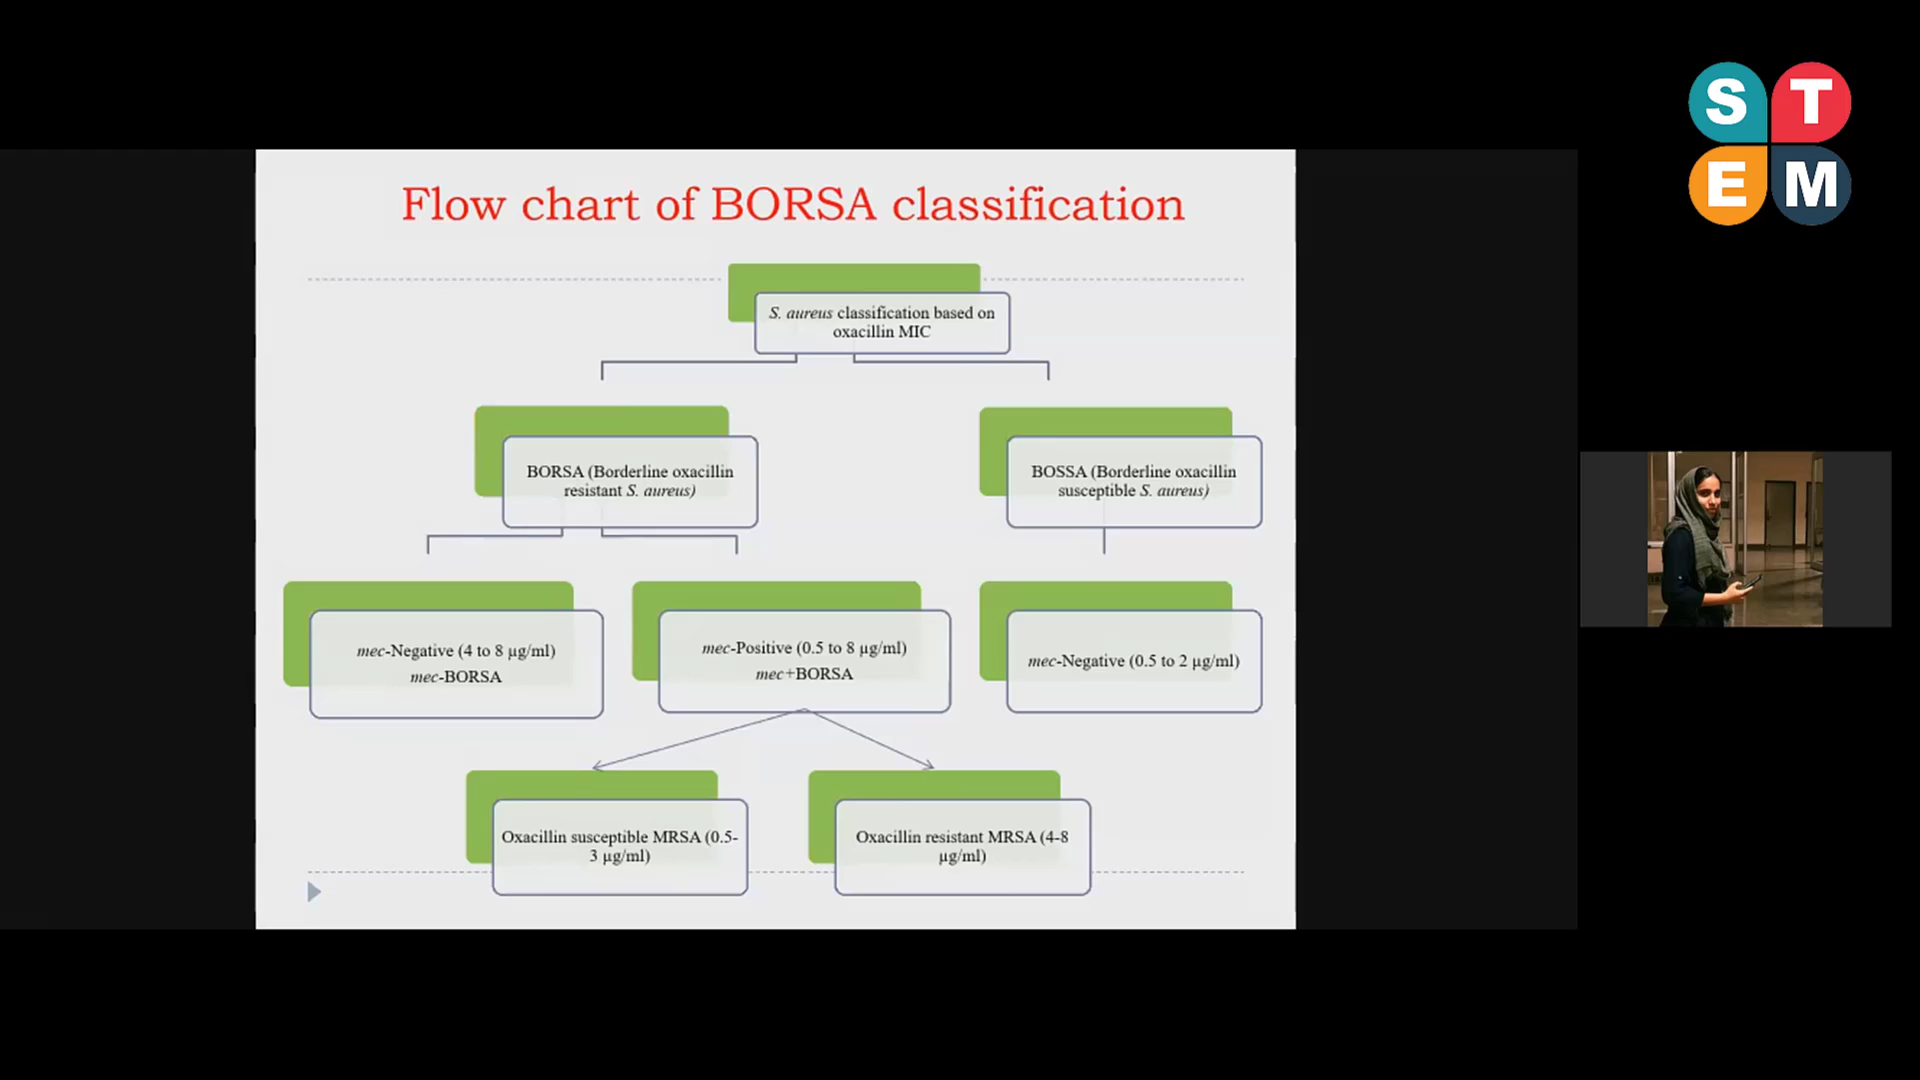 S T
E M
Flow chart of BORSA classification
S. aureus classification based on
oxacillin MIC
BORSA (Borderline oxacillin
resistant S. aureus)
BOSSA (Borderline oxacillin
susceptible S. aureus)
mec-Negative (4 to 8 µg/ml)
mec-BORSA
mec-Positive (0.5 to 8 µg/ml)
mec+BORSA
mec-Negative (0.5 to 2 µg/ml)
Oxacillin susceptible MRSA (0.5-
3 µg/ml)
Oxacillin resistant MRSA (4-8
µg/ml)